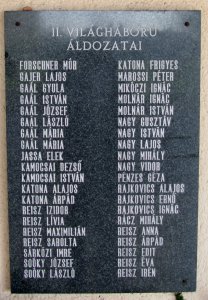 II. VILÁGHÁBORÚ
ÁLDOZATAI
FORSCHNER MÓR
GAJER LAJOS
GAÁL GYULA
GAÁL ISTVÁN
GAÁL JÓZSEF
GAÁL LÁSZLÓ
GAÁL MÁRIA
GAÁL MÁRIA
JASSA ELEK
KAMOCSAI DEZSŐ
KAMOCSAI ISTVÁN
KATONA ALAJOS
KATONA ÁRPÁD
REISZ IZIDOR
REISZ LÍVIA
REISZ MAXIMILIÁN
REISZ SAROLTA
SÁRKÖZI IMRE
SOÓKY JÓZSEF
SOÓKY LÁSZLÓ
KATONA FRIGYES
MAROSSI PÉTER
MIKÓCZI IGNÁC
MOLNÁR IGNÁC
MOLNÁR ISTVÁN
NAGY GUSZTÁV
NAGY ISTVÁN
NAGY LAJOS
NAGY MIHÁLY
NAGY VIDOR
PÉNZES GÉZA
RAJKOVICS ALAJOS
RAJKOVICS ERNŐ
RAJKOVICS IGNÁC
RÁCZ MIHÁLY
REISZ ANNA
REISZ ÁRPÁD
REISZ EDIT
REISZ ÉVA
REISZ IRÉN